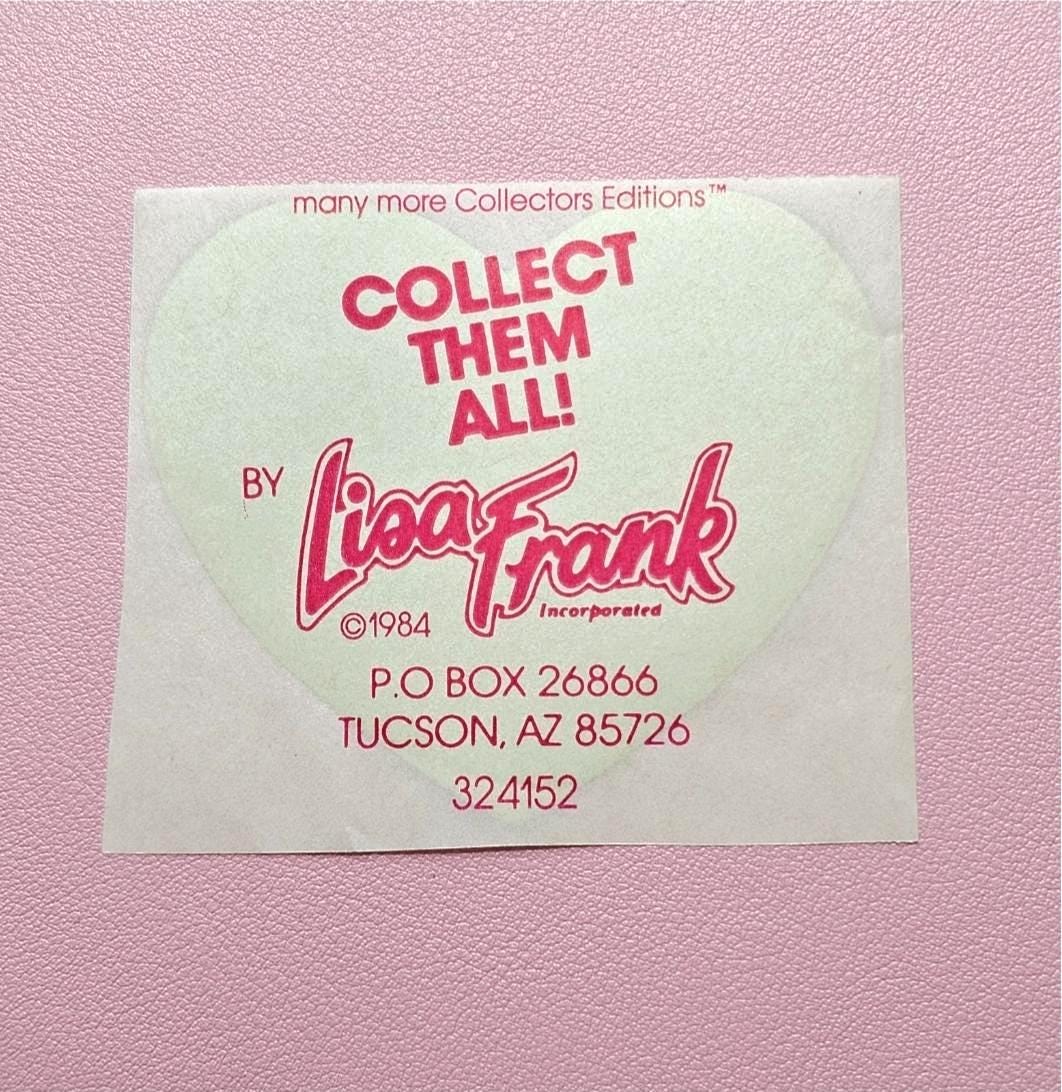 many more Collectors Editions™
COLLECT
THEM
ALL!
BY Lisa Frank
Incorporated
©1984
P.O BOX 26866
TUCSON, AZ 85726
324152